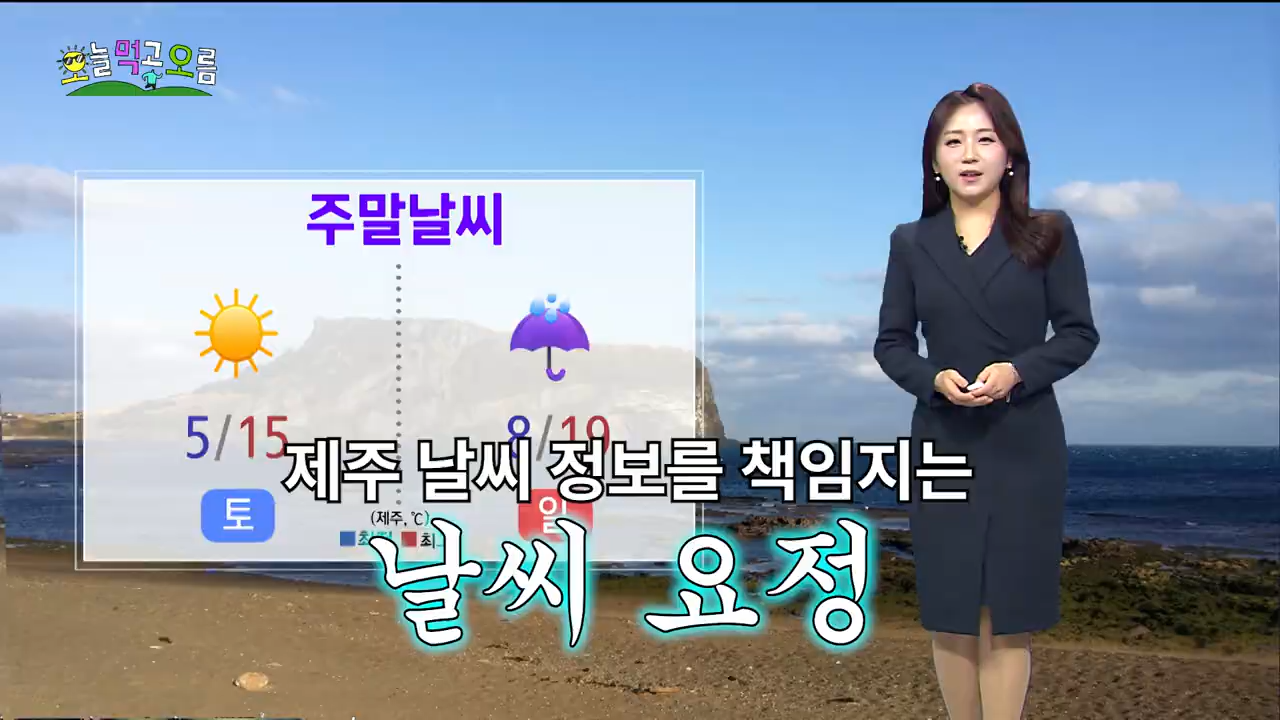 오늘 먹고 오름
주말날씨
5/15
8/19
제주 날씨 정보를 책임지는
토
일
(제주, ℃)
날씨 요정